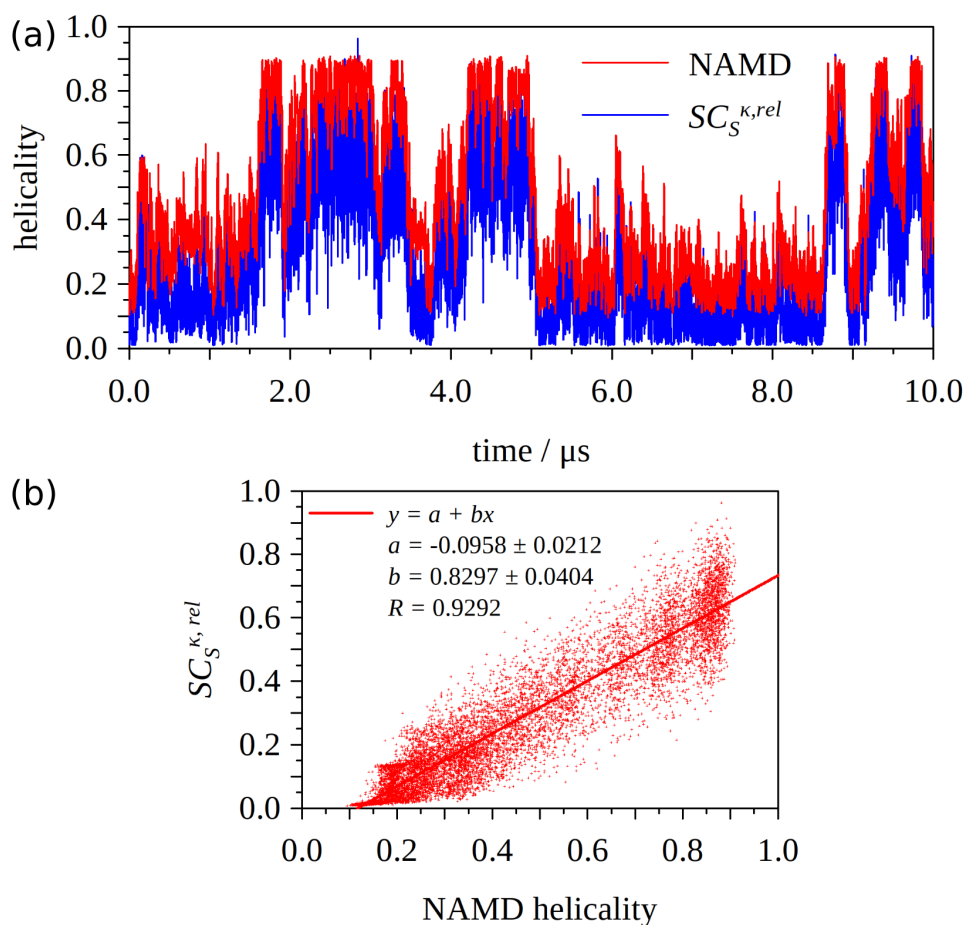 (a)
1.0
0.8
0.6
0.4
0.2
0.0
helicality
NAMD
SC_S^κ,rel
0.0 2.0 4.0 6.0 8.0 10.0
time / μs
(b)
1.0
0.8
0.6
0.4
0.2
0.0
SC_S^κ, rel
y = a + bx
a = -0.0958 ± 0.0212
b = 0.8297 ± 0.0404
R = 0.9292
0.0 0.2 0.4 0.6 0.8 1.0
NAMD helicality